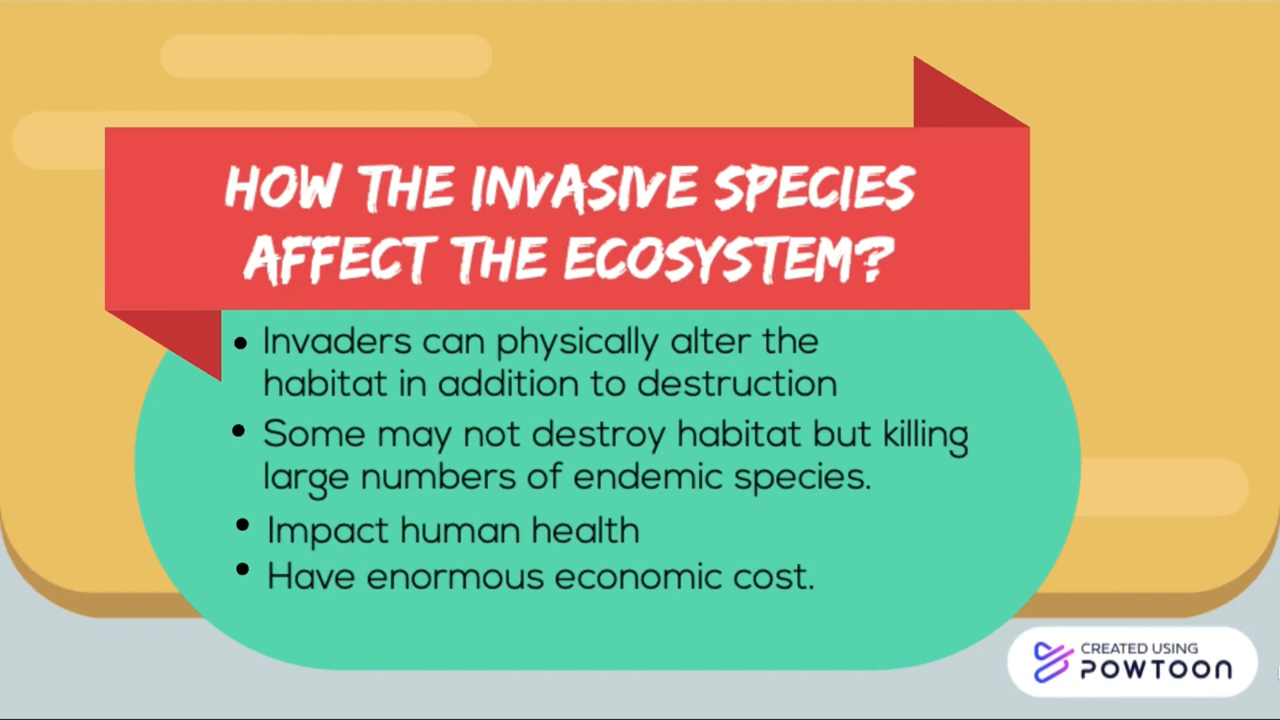 HOW THE INVASIVE SPECIES
AFFECT THE ECOSYSTEM?
• Invaders can physically alter the
habitat in addition to destruction
• Some may not destroy habitat but killing
large numbers of endemic species.
• Impact human health
• Have enormous economic cost.
CREATED USING
POWTOON